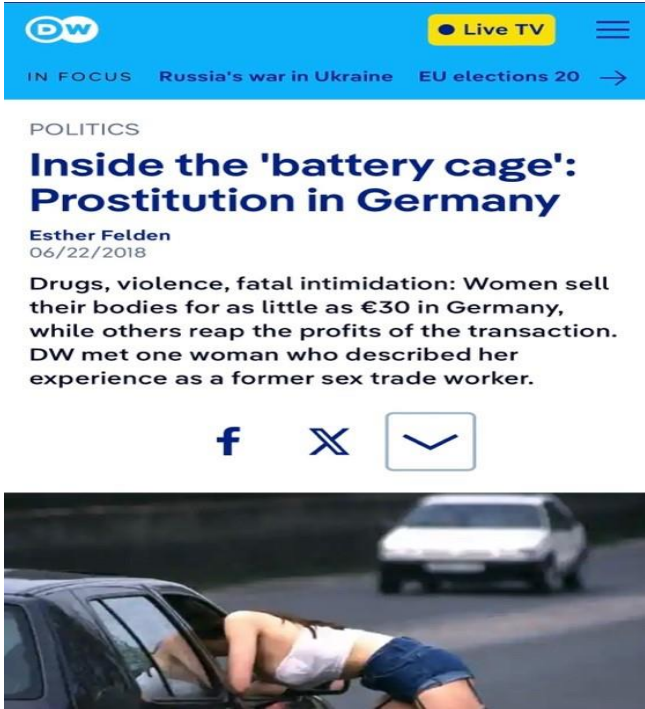 DW
Live TV
IN FOCUS Russia's war in Ukraine EU elections 20
POLITICS
Inside the 'battery cage':
Prostitution in Germany
Esther Felden
06/22/2018
Drugs, violence, fatal intimidation: Women sell
their bodies for as little as €30 in Germany,
while others reap the profits of the transaction.
DW met one woman who described her
experience as a former sex trade worker.